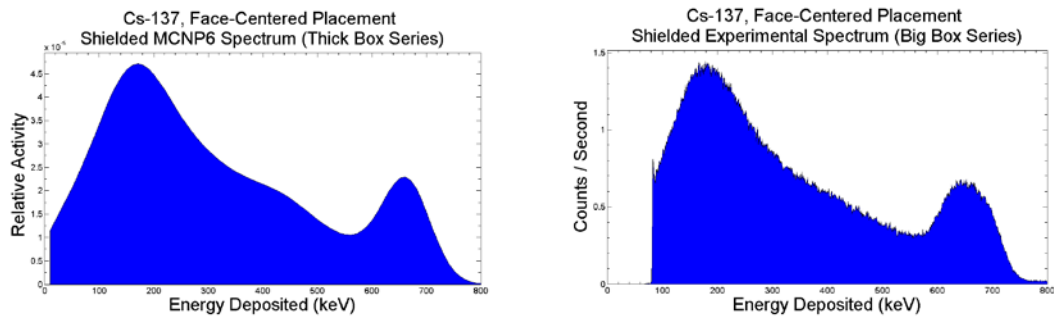 Cs-137, Face-Centered Placement
Shielded MCNP6 Spectrum (Thick Box Series)
4.5
4
3.5
3
2.5
2
1.5
1
0.5
0
Relative Activity
0 100 200 300 400 500 600 700 800
Energy Deposited (keV)
Cs-137, Face-Centered Placement
Shielded Experimental Spectrum (Big Box Series)
1.5
1
0.5
0
Counts / Second
0 100 200 300 400 500 600 700 800
Energy Deposited (keV)